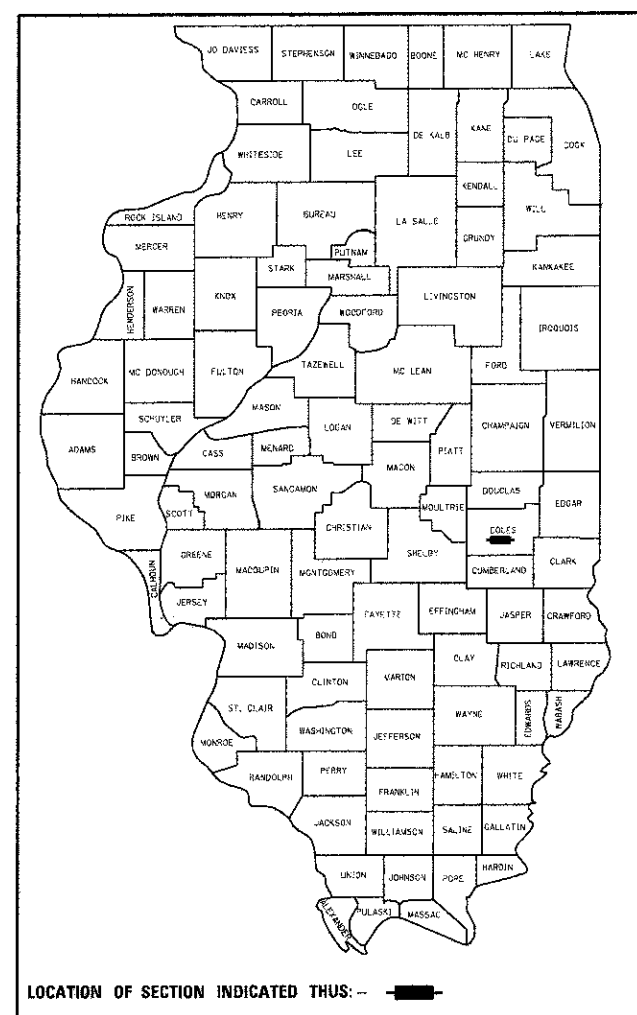 JO DAVIESS
STEPHENSON
WINNEBAGO
BOONE
MC HENRY
LAKE
CARROLL
OGLE
DE KALB
KANE
DU PAGE
COOK
WHITESIDE
LEE
KENDALL
WILL
ROCK ISLAND
HENRY
BUREAU
LA SALLE
GRUNDY
MERCER
PUTNAM
KANKAKEE
STARK
MARSHALL
HENDERSON
WARREN
KNOX
PEORIA
WOODFORD
LIVINGSTON
IROQUOIS
HANCOCK
MC DONOUGH
FULTON
TAZEWELL
MC LEAN
FORD
MASON
SCHUYLER
LOGAN
DE WITT
CHAMPAIGN
VERMILION
ADAMS
BROWN
CASS
MENARD
MACON
PIATT
SANGAMON
DOUGLAS
MORGAN
MOULTRIE
EDGAR
PIKE
SCOTT
CHRISTIAN
COLES
SHELBY
GREENE
MACOUPIN
MONTGOMERY
CUMBERLAND
CLARK
CALHOUN
JERSEY
FAYETTE
EFFINGHAM
JASPER
CRAWFORD
MADISON
BOND
CLAY
RICHLAND
LAWRENCE
CLINTON
MARION
ST. CLAIR
WAYNE
EDWARDS
WABASH
WASHINGTON
JEFFERSON
MONROE
RANDOLPH
PERRY
HAMILTON
WHITE
FRANKLIN
JACKSON
WILLIAMSON
SALINE
GALLATIN
UNION
JOHNSON
POPE
HARDIN
ALEXANDER
PULASKI
MASSAC
LOCATION OF SECTION INDICATED THUS: -